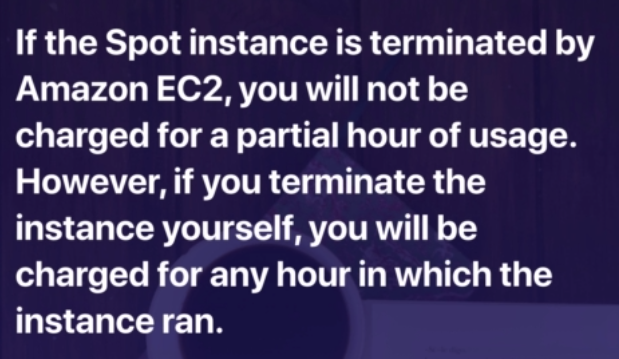 If the Spot instance is terminated by
Amazon EC2, you will not be
charged for a partial hour of usage.
However, if you terminate the
instance yourself, you will be
charged for any hour in which the
instance ran.